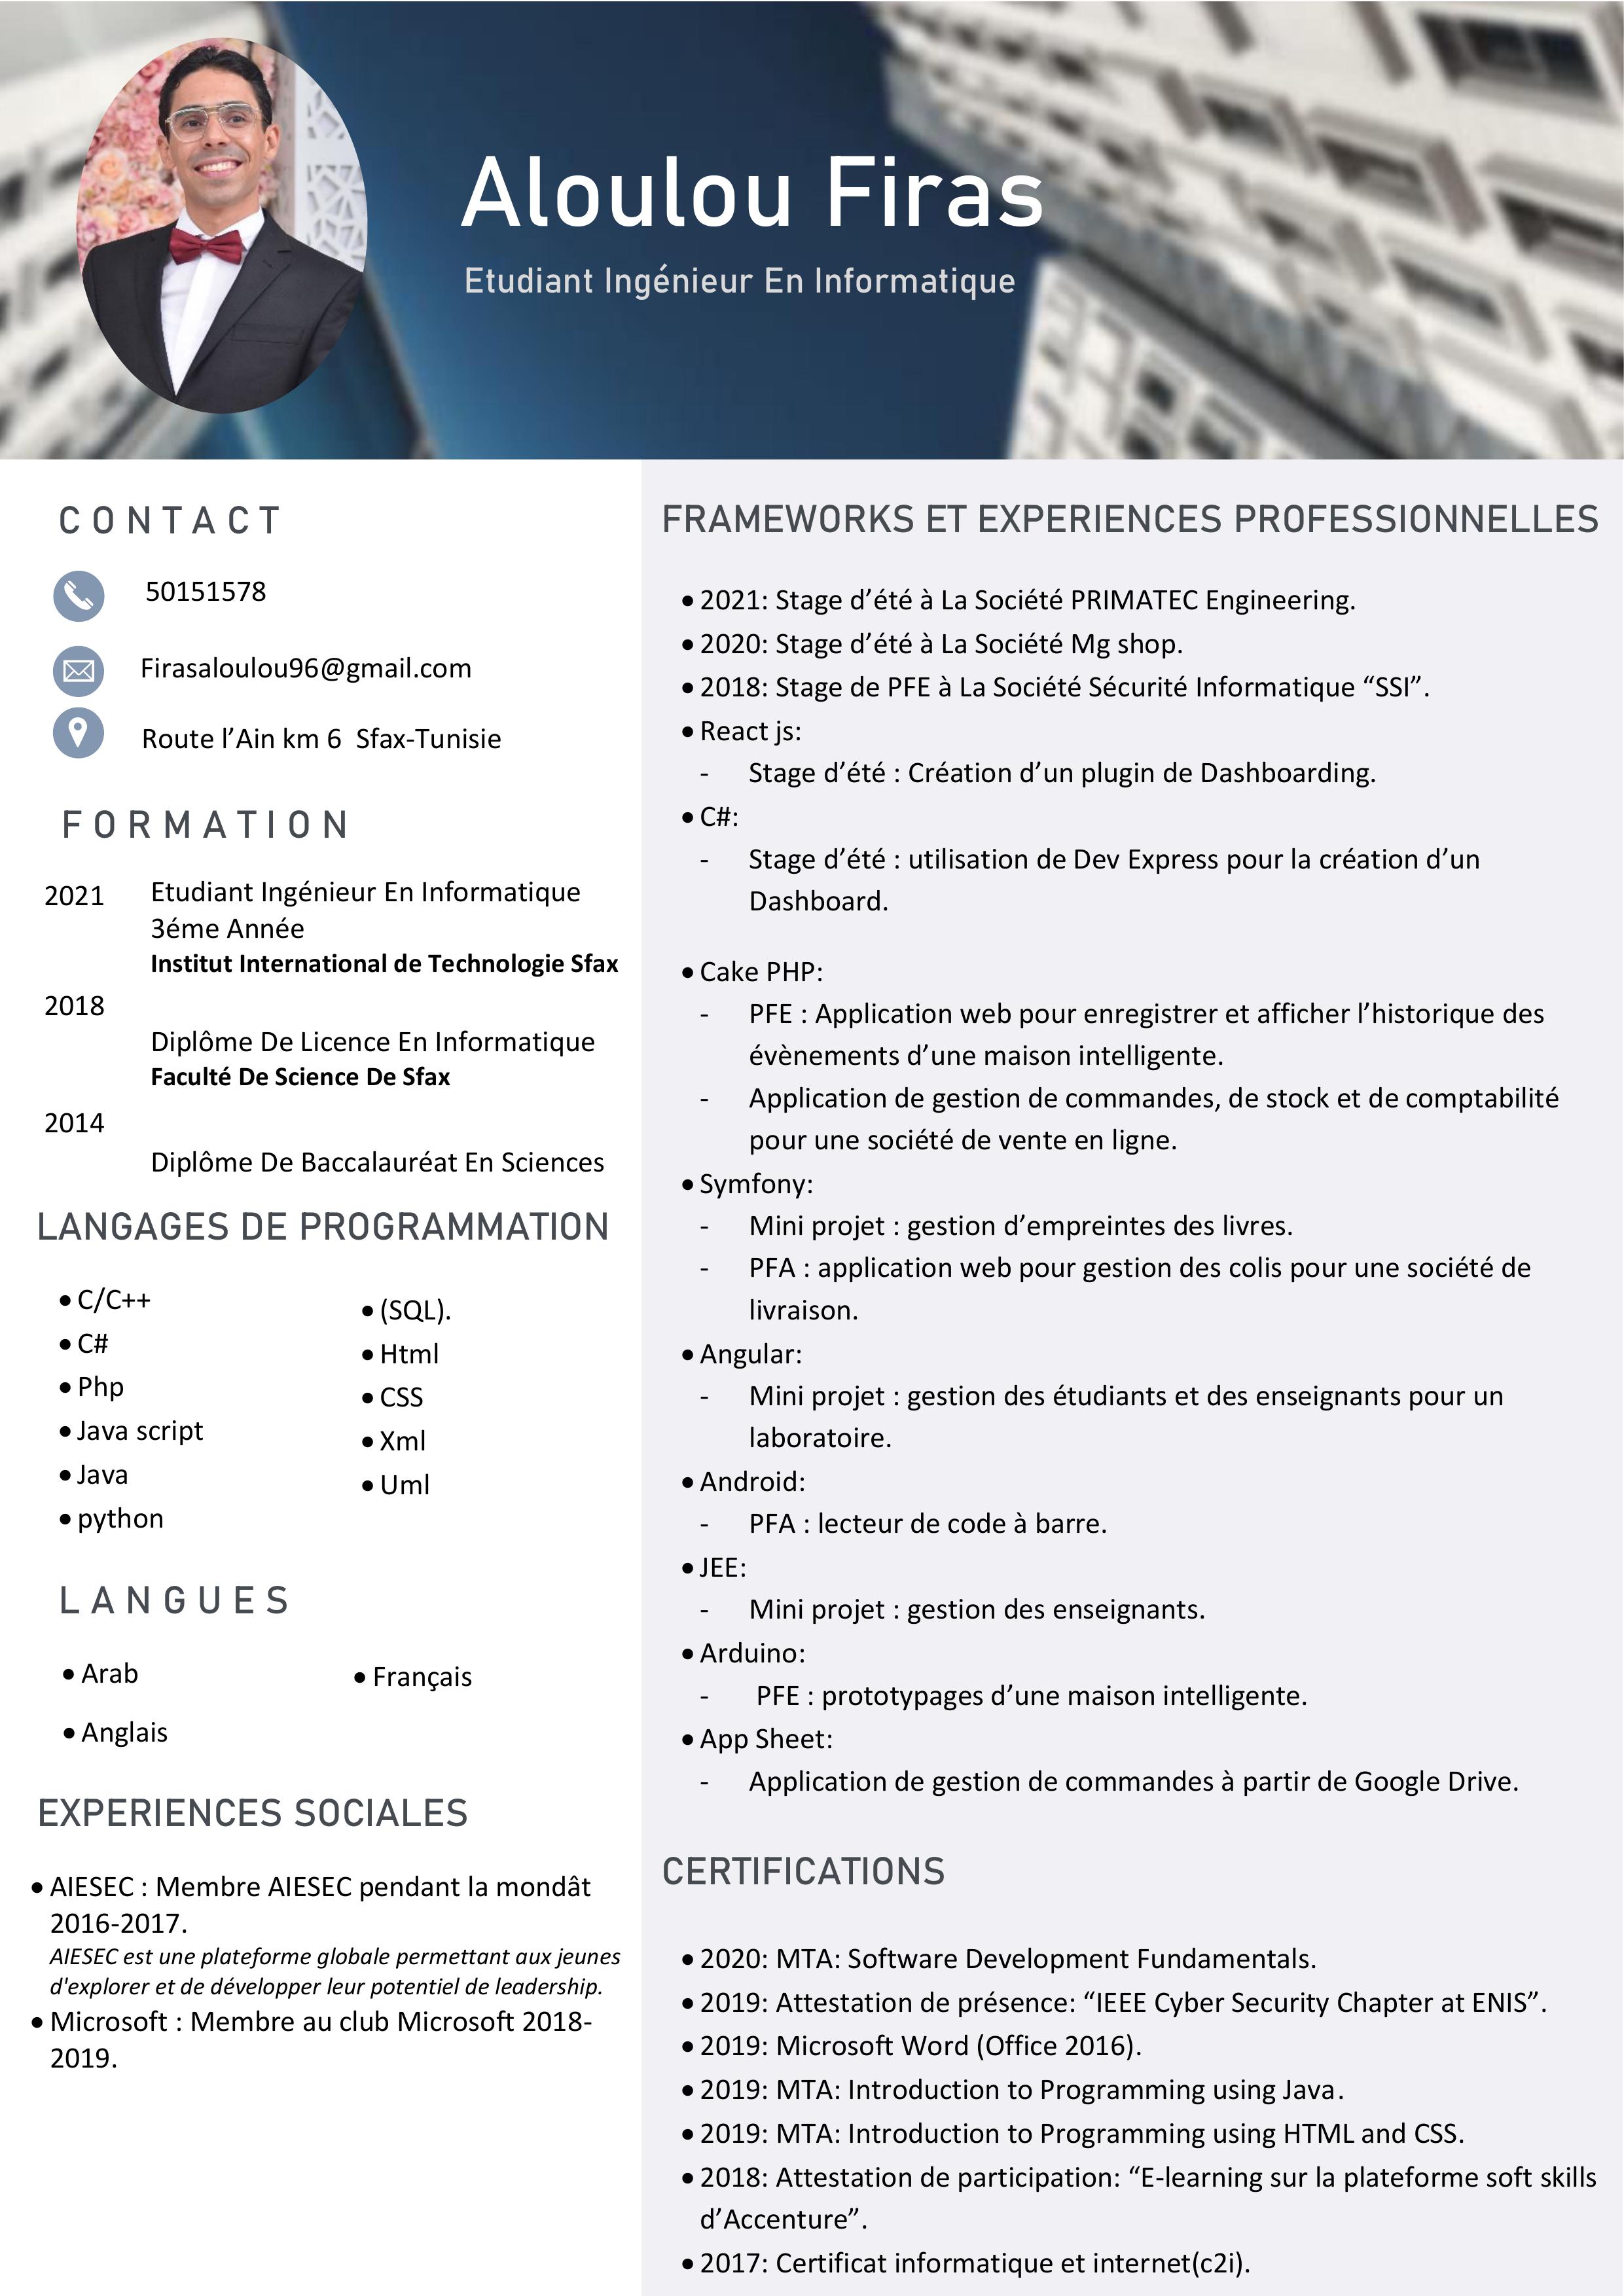 Aloulou Firas
Etudiant Ingénieur En Informatique
CONTACT
50151578
Firasaloulou96@gmail.com
Route l’Ain km 6  Sfax-Tunisie
FORMATION
2021
Etudiant Ingénieur En Informatique
3éme Année
Institut International de Technologie Sfax
2018
Diplôme De Licence En Informatique
Faculté De Science De Sfax
2014
Diplôme De Baccalauréat En Sciences
LANGAGES DE PROGRAMMATION
• C/C++
• C#
• Php
• Java script
• Java
• python
• (SQL).
• Html
• CSS
• Xml
• Uml
LANGUES
• Arab
• Français
• Anglais
EXPERIENCES SOCIALES
• AIESEC : Membre AIESEC pendant la mondât
2016-2017.
AIESEC est une plateforme globale permettant aux jeunes
d'explorer et de développer leur potentiel de leadership.
• Microsoft : Membre au club Microsoft 2018-
2019.
FRAMEWORKS ET EXPERIENCES PROFESSIONNELLES
• 2021: Stage d’été à La Société PRIMATEC Engineering.
• 2020: Stage d’été à La Société Mg shop.
• 2018: Stage de PFE à La Société Sécurité Informatique “SSI”.
• React js:
- Stage d’été : Création d’un plugin de Dashboarding.
• C#:
- Stage d’été : utilisation de Dev Express pour la création d’un
Dashboard.
• Cake PHP:
- PFE : Application web pour enregistrer et afficher l’historique des
évènements d’une maison intelligente.
- Application de gestion de commandes, de stock et de comptabilité
pour une société de vente en ligne.
• Symfony:
- Mini projet : gestion d’empreintes des livres.
- PFA : application web pour gestion des colis pour une société de
livraison.
• Angular:
- Mini projet : gestion des étudiants et des enseignants pour un
laboratoire.
• Android:
- PFA : lecteur de code à barre.
• JEE:
- Mini projet : gestion des enseignants.
• Arduino:
- PFE : prototypages d’une maison intelligente.
• App Sheet:
- Application de gestion de commandes à partir de Google Drive.
CERTIFICATIONS
• 2020: MTA: Software Development Fundamentals.
• 2019: Attestation de présence: “IEEE Cyber Security Chapter at ENIS”.
• 2019: Microsoft Word (Office 2016).
• 2019: MTA: Introduction to Programming using Java.
• 2019: MTA: Introduction to Programming using HTML and CSS.
• 2018: Attestation de participation: “E-learning sur la plateforme soft skills
d’Accenture”.
• 2017: Certificat informatique et internet(c2i).